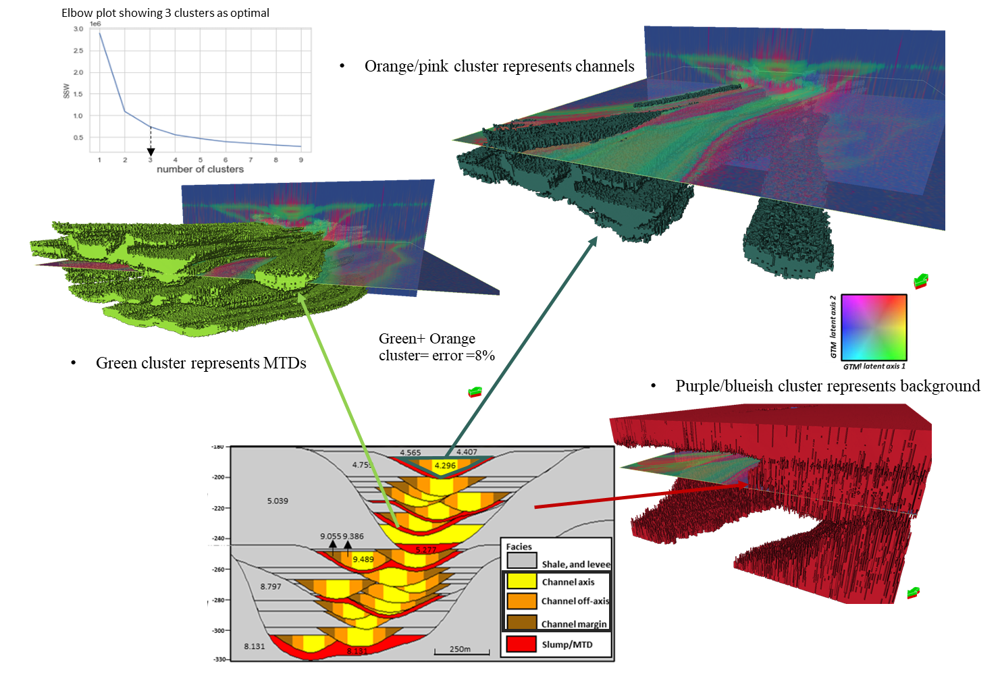 Elbow plot showing 3 clusters as optimal
1e6
3.0
2.5
2.0
1.5
1.0
0.5
SSW
1 2 3 4 5 6 7 8 9
number of clusters
• Orange/pink cluster represents channels
GTM latent axis 2
GTM latent axis 1
Green+ Orange
cluster= error =8%
• Green cluster represents MTDs
• Purple/blueish cluster represents background
-180
-200
-220
-240
-260
-280
-300
-330
4.565
4.407
4.296
5.039
9.055 9.386
5.277
9.489
8.797
8.131
8.131
250m
Facies
Shale, and levee
Channel axis
Channel off-axis
Channel margin
Slump/MTD